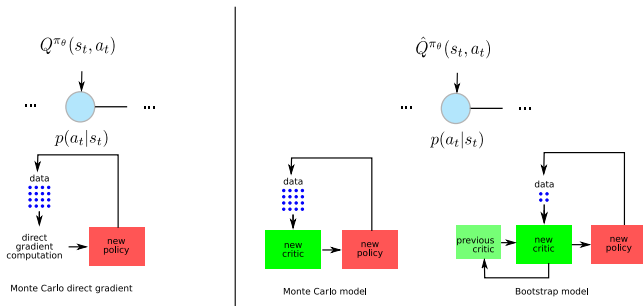 Q^{π_θ}(s_t, a_t)
... ...
p(a_t|s_t)
data
direct
gradient
computation
new
policy
Monte Carlo direct gradient
Q̂^{π_θ}(s_t, a_t)
... ...
p(a_t|s_t)
data
new
critic
new
policy
Monte Carlo model
data
previous
critic
new
critic
new
policy
Bootstrap model